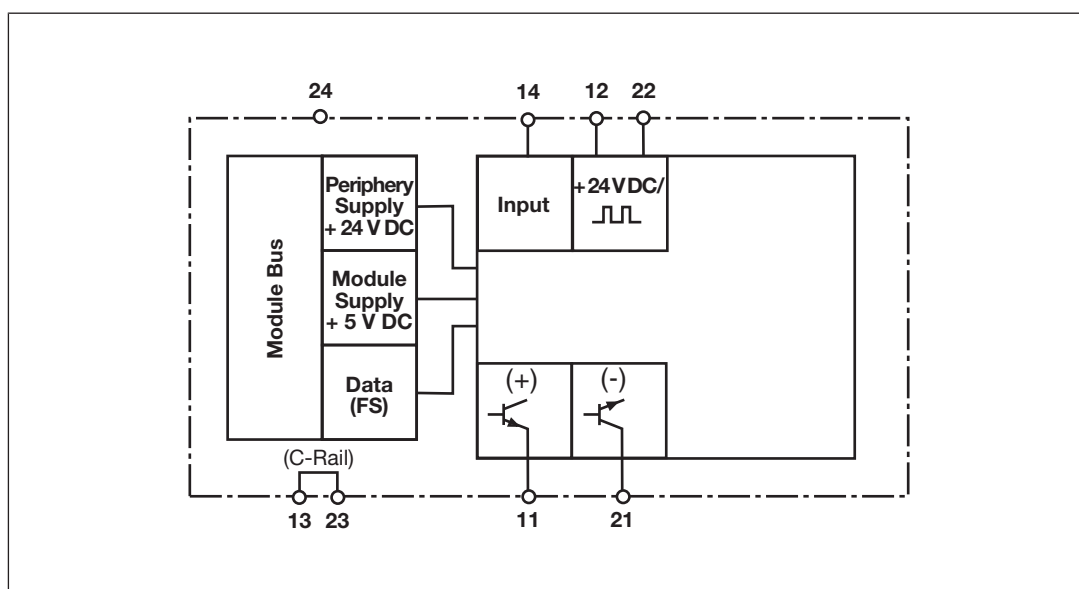 24
14
12
22
Module Bus
Periphery
Supply
+ 24 V DC
Module
Supply
+ 5 V DC
Data
(FS)
Input
+24 V DC/
(+)
(-)
(C-Rail)
13
23
11
21